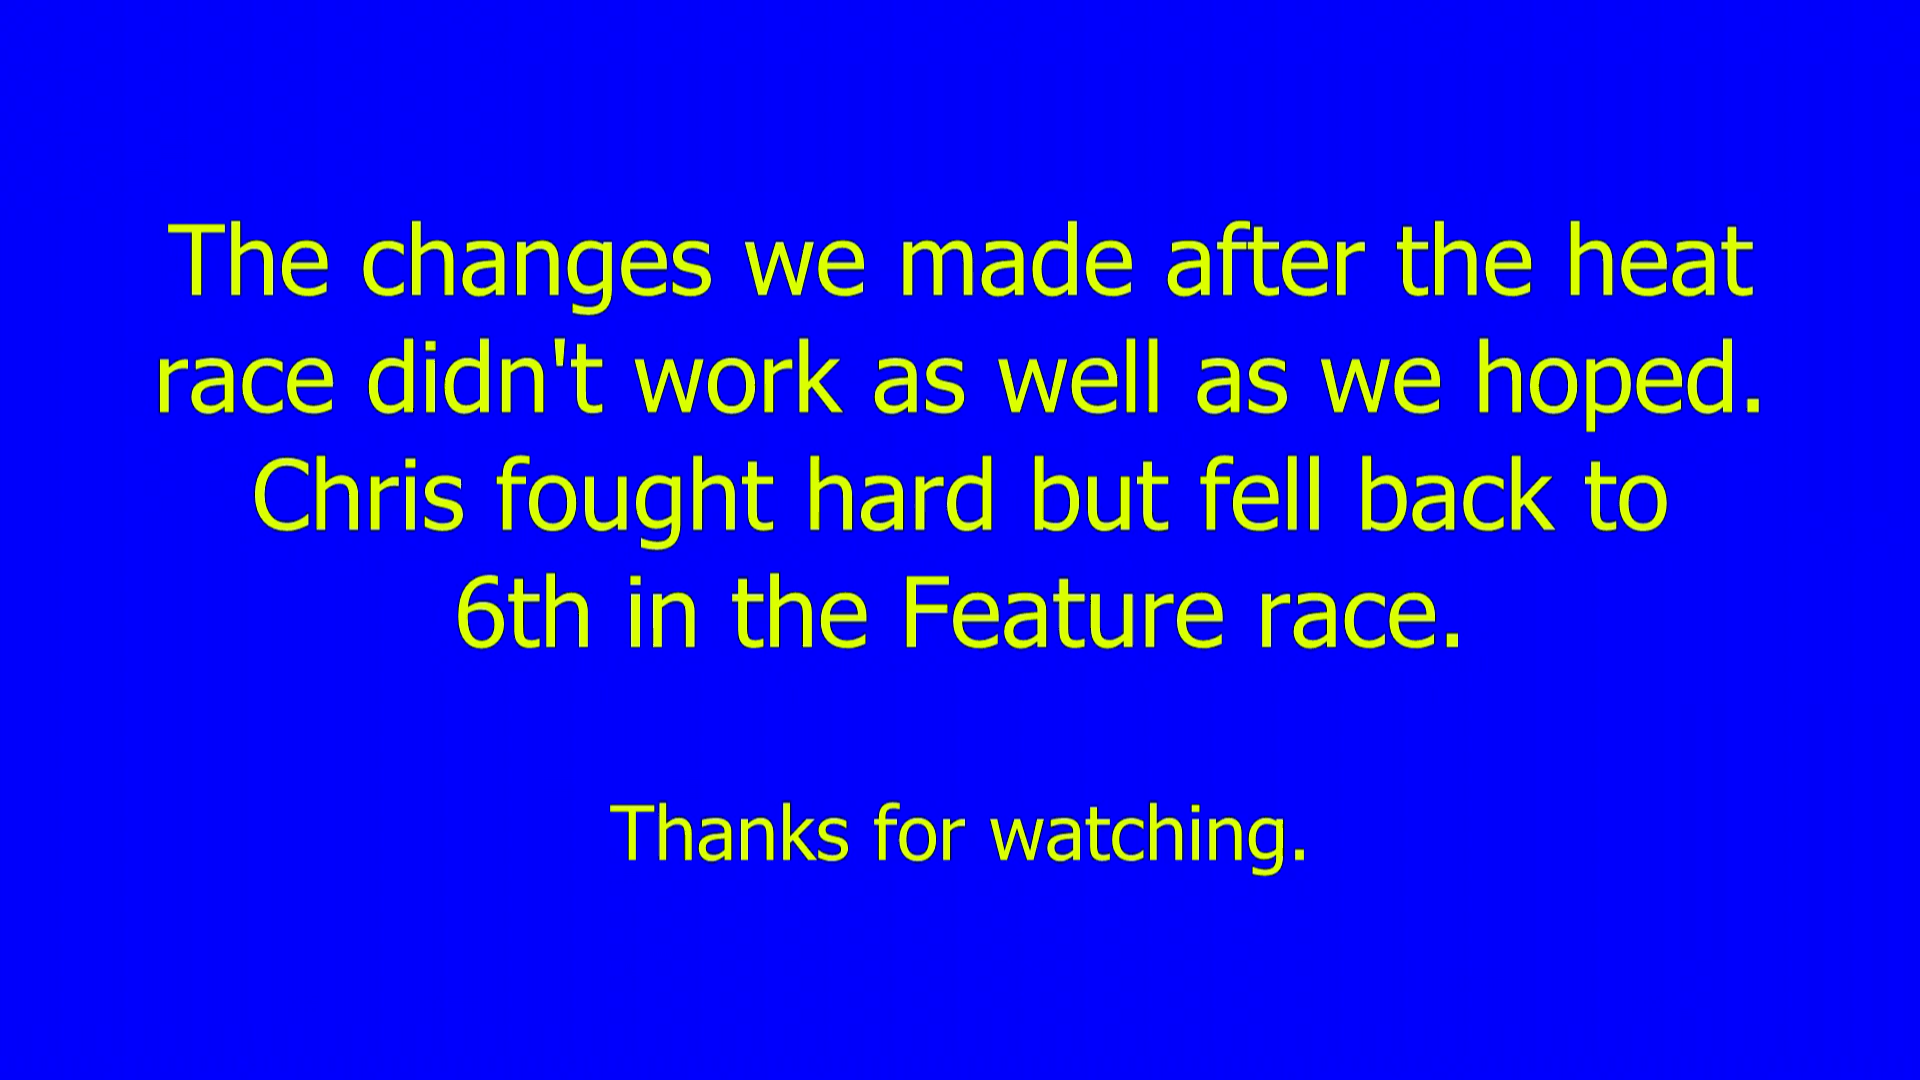 The changes we made after the heat
race didn't work as well as we hoped.
Chris fought hard but fell back to
6th in the Feature race.
Thanks for watching.